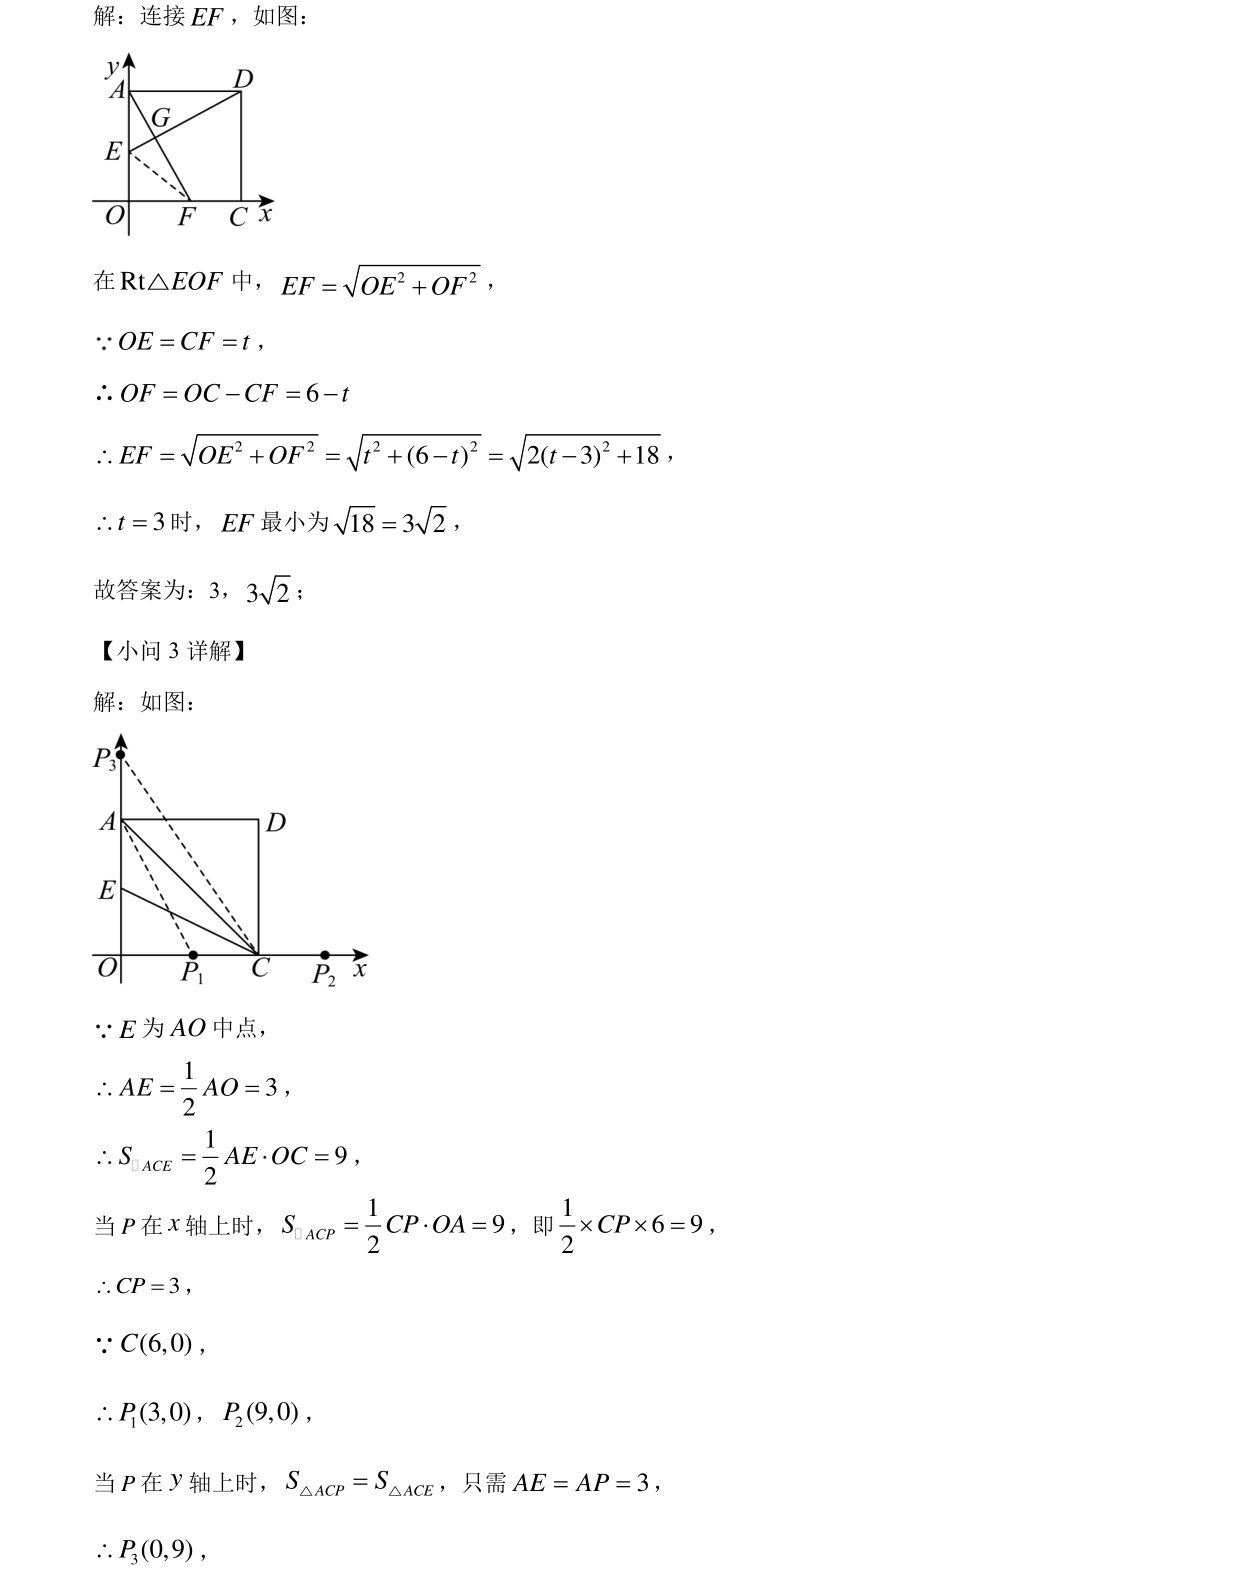 解：连接EF，如图：
y
A
D
G
E
O
F
C
x
在Rt△EOF中，EF=√(OE²+OF²)，
∵OE=CF=t，
∴OF=OC−CF=6−t
∴EF=√(OE²+OF²)=√(t²+(6−t)²)=√(2(t−3)²+18)，
∴t=3时，EF最小为√18=3√2，
故答案为：3，3√2；
【小问3详解】
解：如图：
P₃
A
D
E
O
P₁
C
P₂
x
∵E为AO中点，
∴AE=1/2AO=3，
∴S□ACE=1/2AE·OC=9，
当P在x轴上时，S□ACP=1/2CP·OA=9，即1/2×CP×6=9，
∴CP=3，
∵C(6,0)，
∴P₁(3,0)，P₂(9,0)，
当P在y轴上时，S△ACP=S△ACE，只需AE=AP=3，
∴P₃(0,9)，